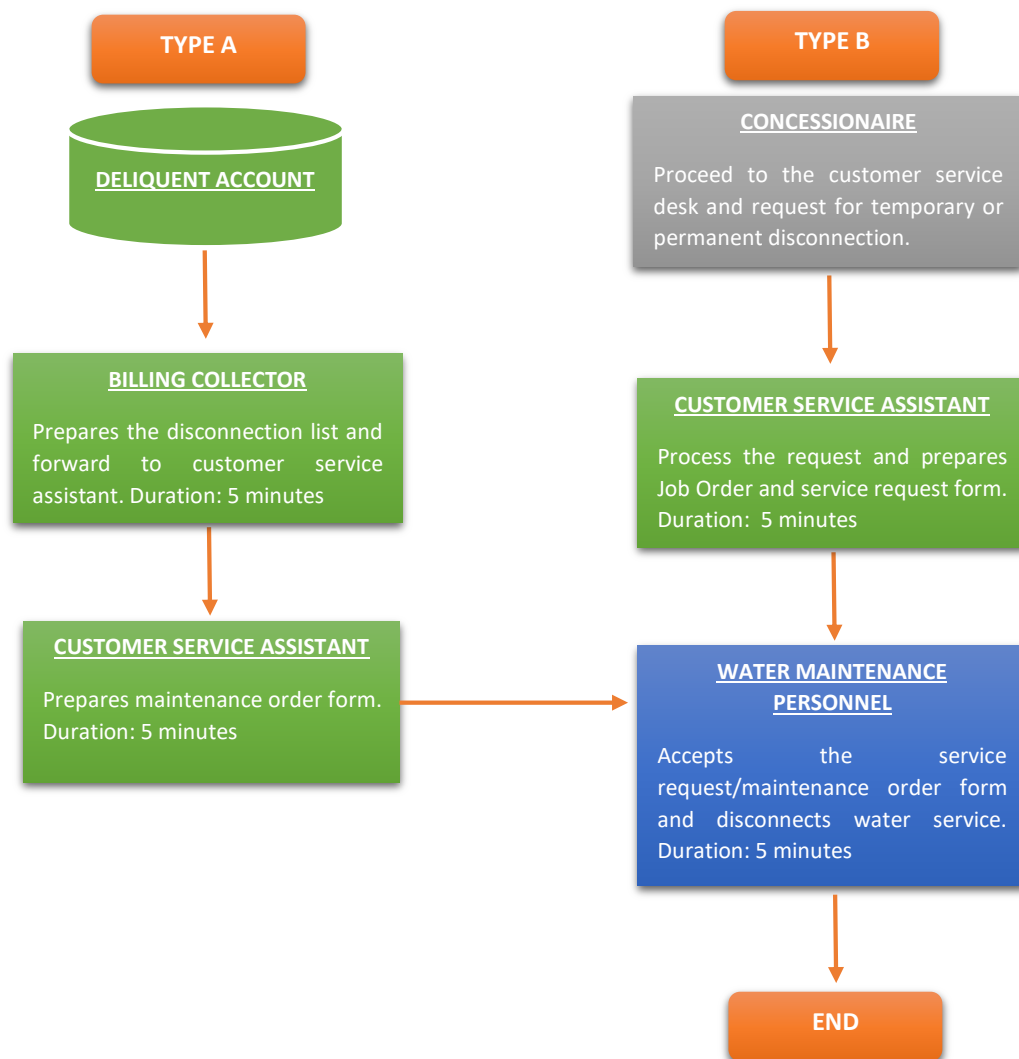 TYPE A
DELIQUENT ACCOUNT
BILLING COLLECTOR
Prepares the disconnection list and
forward to customer service
assistant. Duration: 5 minutes
CUSTOMER SERVICE ASSISTANT
Prepares maintenance order form.
Duration: 5 minutes
TYPE B
CONCESSIONAIRE
Proceed to the customer service
desk and request for temporary or
permanent disconnection.
CUSTOMER SERVICE ASSISTANT
Process the request and prepares
Job Order and service request form.
Duration: 5 minutes
WATER MAINTENANCE
PERSONNEL
Accepts the service
request/maintenance order form
and disconnects water service.
Duration: 5 minutes
END